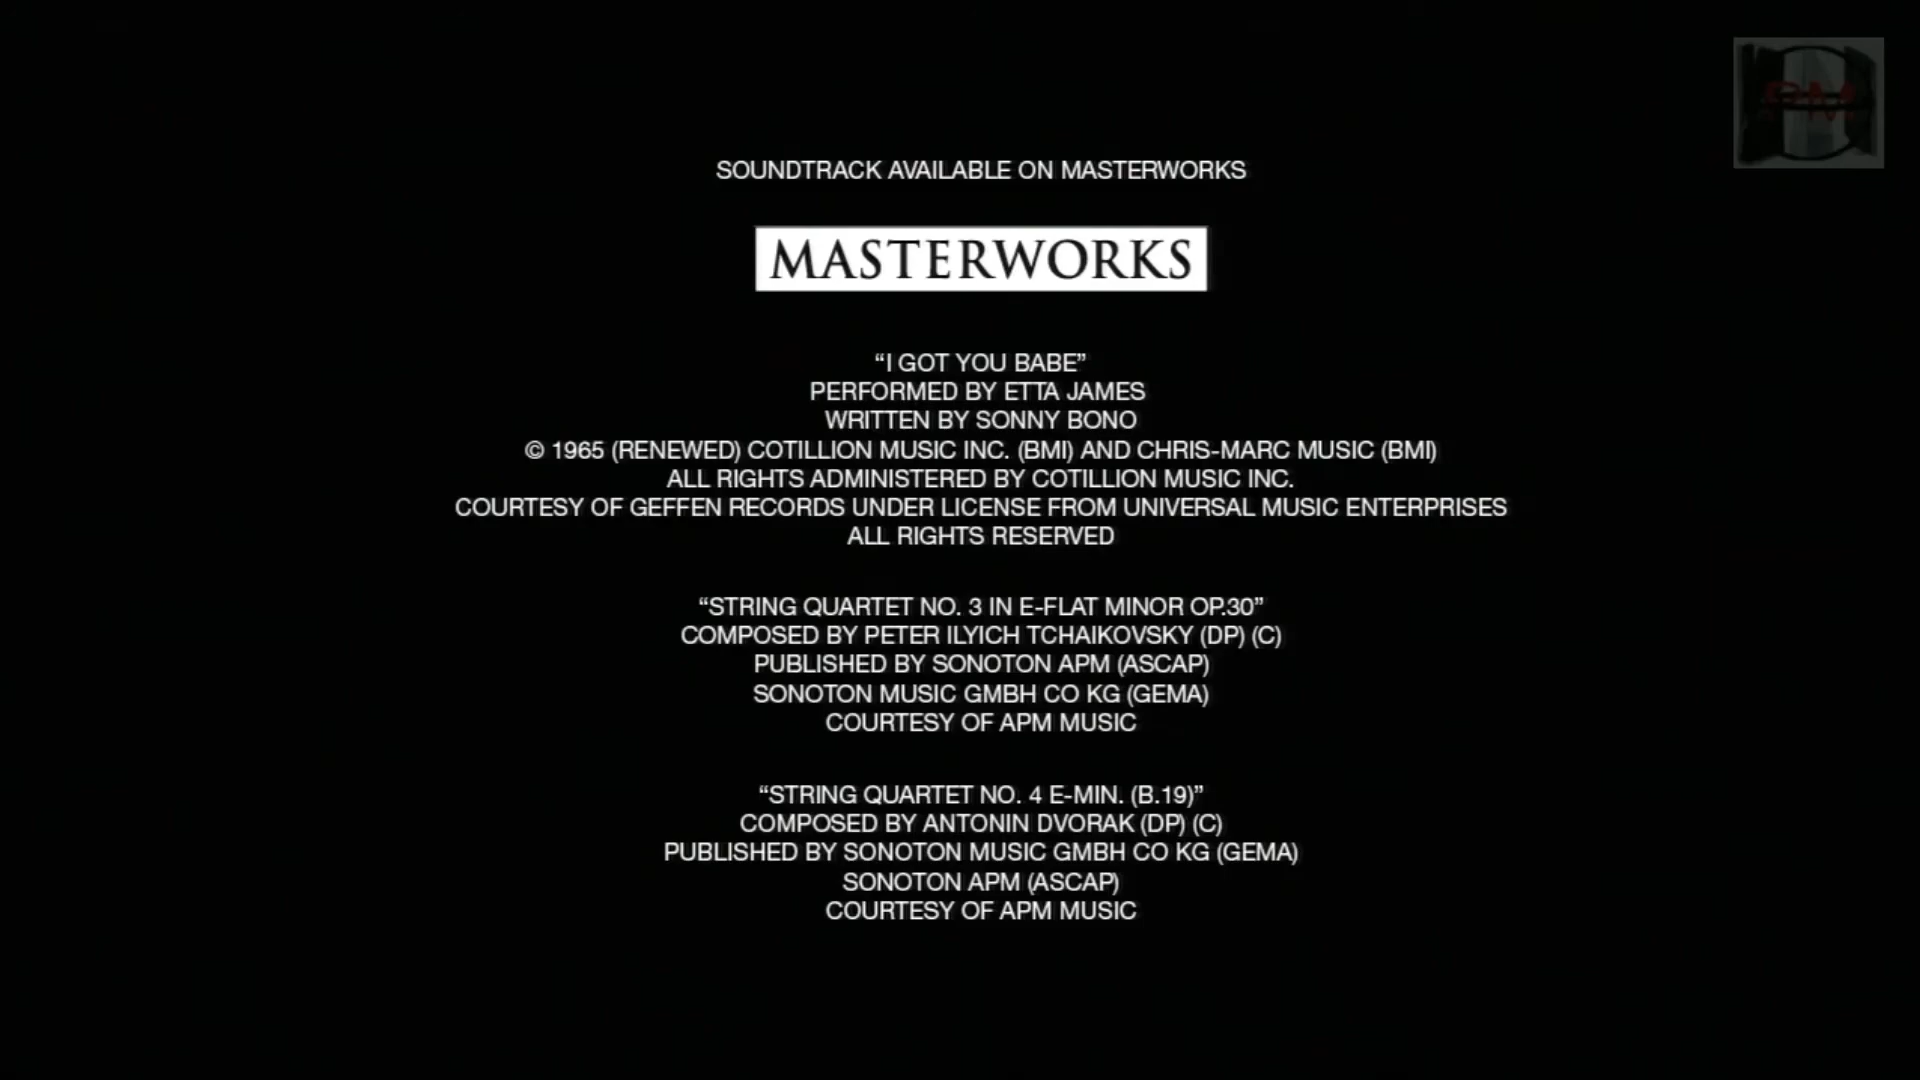 SOUNDTRACK AVAILABLE ON MASTERWORKS
MASTERWORKS
“I GOT YOU BABE”
PERFORMED BY ETTA JAMES
WRITTEN BY SONNY BONO
© 1965 (RENEWED) COTILLION MUSIC INC. (BMI) AND CHRIS-MARC MUSIC (BMI)
ALL RIGHTS ADMINISTERED BY COTILLION MUSIC INC.
COURTESY OF GEFFEN RECORDS UNDER LICENSE FROM UNIVERSAL MUSIC ENTERPRISES
ALL RIGHTS RESERVED
“STRING QUARTET NO. 3 IN E-FLAT MINOR OP.30”
COMPOSED BY PETER ILYICH TCHAIKOVSKY (DP) (C)
PUBLISHED BY SONOTON APM (ASCAP)
SONOTON MUSIC GMBH CO KG (GEMA)
COURTESY OF APM MUSIC
“STRING QUARTET NO. 4 E-MIN. (B.19)”
COMPOSED BY ANTONIN DVORAK (DP) (C)
PUBLISHED BY SONOTON MUSIC GMBH CO KG (GEMA)
SONOTON APM (ASCAP)
COURTESY OF APM MUSIC